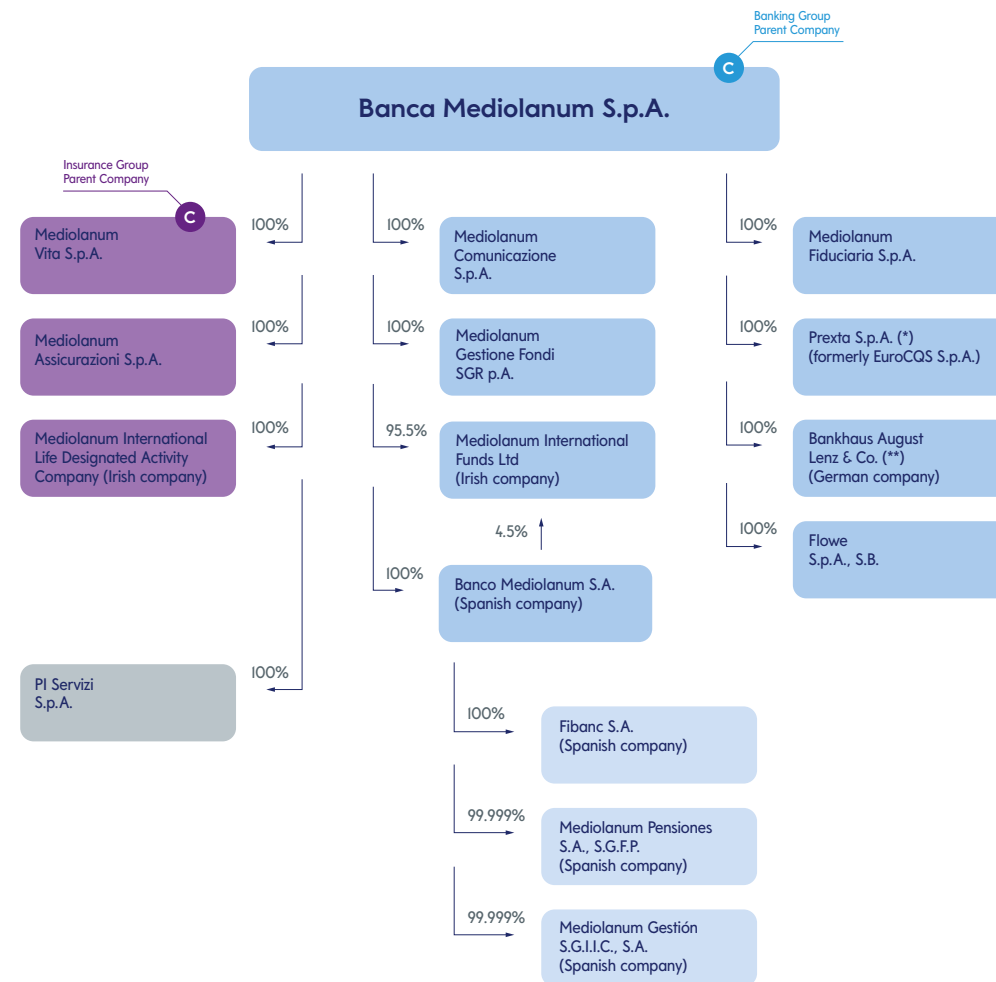 Banking Group
Parent Company
C
Banca Mediolanum S.p.A.
Insurance Group
Parent Company
C
100%
Mediolanum
Vita S.p.A.
100%
Mediolanum
Comunicazione
S.p.A.
100%
Mediolanum
Fiduciaria S.p.A.
100%
Mediolanum
Assicurazioni S.p.A.
100%
Mediolanum
Gestione Fondi
SGR p.A.
100%
Prexta S.p.A. (*)
(formerly EuroCQS S.p.A.)
100%
Mediolanum International
Life Designated Activity
Company (Irish company)
95.5%
Mediolanum International
Funds Ltd
(Irish company)
100%
Bankhaus August
Lenz & Co. (**)
(German company)
4.5%
100%
Flowe
S.p.A., S.B.
100%
Banco Mediolanum S.A.
(Spanish company)
100%
PI Servizi
S.p.A.
100%
Fibanc S.A.
(Spanish company)
99.999%
Mediolanum Pensiones
S.A., S.G.F.P.
(Spanish company)
99.999%
Mediolanum Gestión
S.G.I.I.C., S.A.
(Spanish company)